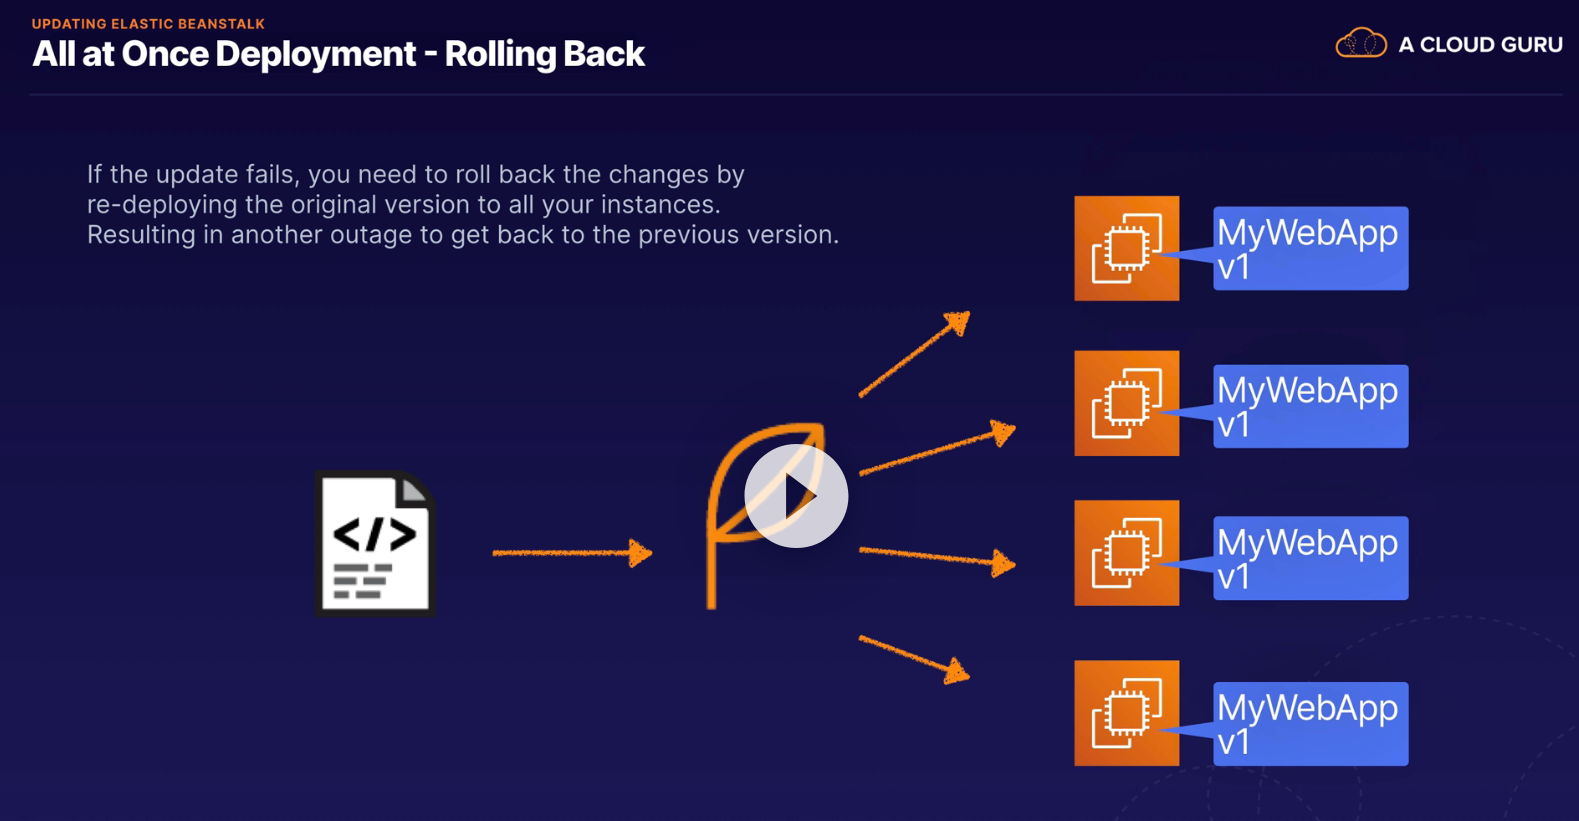 UPDATING ELASTIC BEANSTALK
All at Once Deployment - Rolling Back
A CLOUD GURU
If the update fails, you need to roll back the changes by
re-deploying the original version to all your instances.
Resulting in another outage to get back to the previous version.
MyWebApp
v1
MyWebApp
v1
</>
MyWebApp
v1
MyWebApp
v1